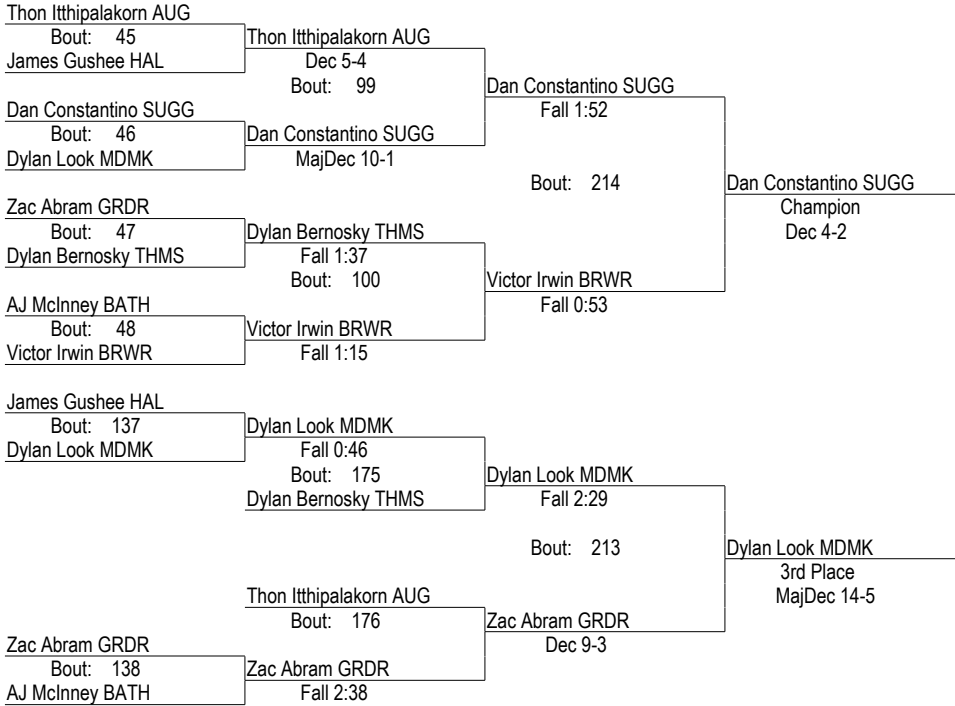 Thon Itthipalakorn AUG
Bout: 45
Thon Itthipalakorn AUG
James Gushee HAL
Dec 5-4
Bout: 99
Dan Constantino SUGG
Dan Constantino SUGG
Fall 1:52
Bout: 46
Dan Constantino SUGG
Dylan Look MDMK
MajDec 10-1
Bout: 214
Dan Constantino SUGG
Zac Abram GRDR
Champion
Bout: 47
Dylan Bernosky THMS
Dec 4-2
Dylan Bernosky THMS
Fall 1:37
Bout: 100
Victor Irwin BRWR
AJ McInney BATH
Fall 0:53
Bout: 48
Victor Irwin BRWR
Victor Irwin BRWR
Fall 1:15
James Gushee HAL
Bout: 137
Dylan Look MDMK
Dylan Look MDMK
Fall 0:46
Bout: 175
Dylan Look MDMK
Dylan Bernosky THMS
Fall 2:29
Bout: 213
Dylan Look MDMK
3rd Place
Thon Itthipalakorn AUG
MajDec 14-5
Bout: 176
Zac Abram GRDR
Zac Abram GRDR
Dec 9-3
Bout: 138
Zac Abram GRDR
AJ McInney BATH
Fall 2:38